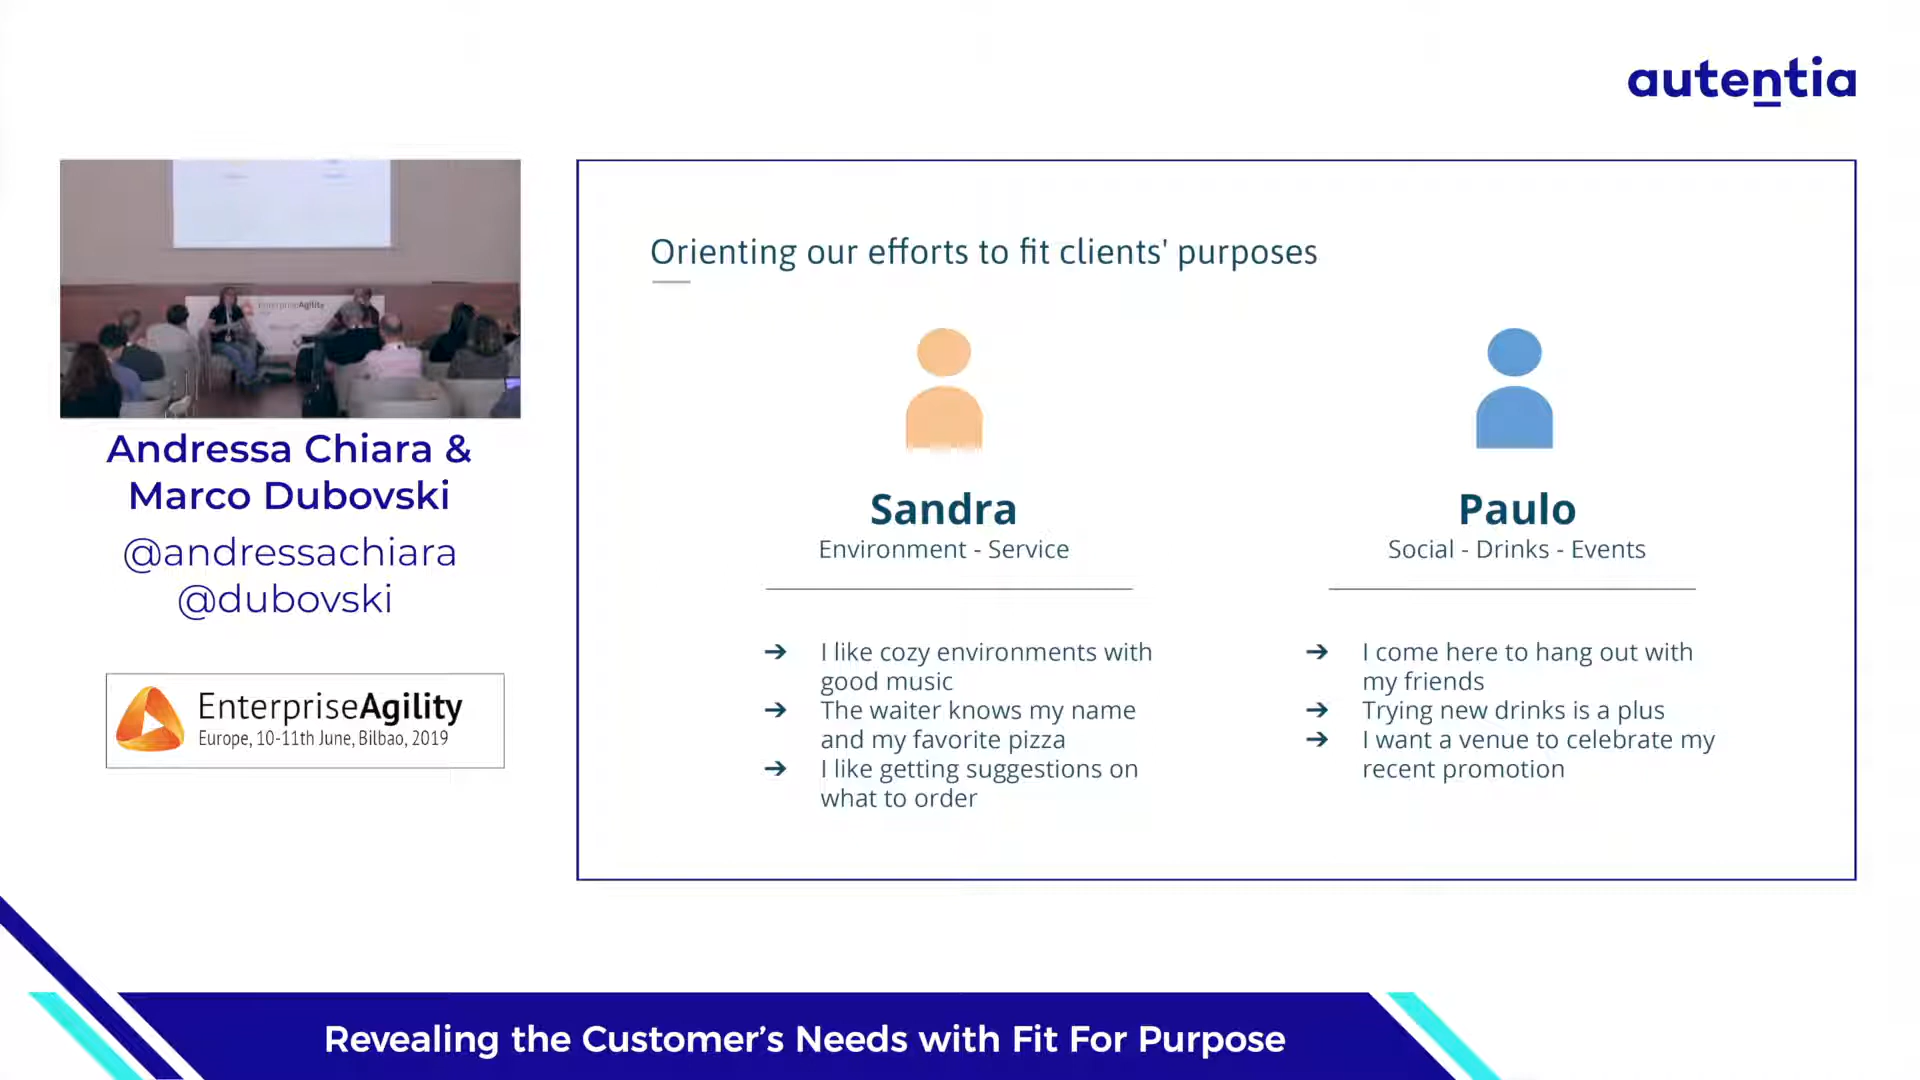 autentia
Andressa Chiara &
Marco Dubovski
@andressachiara
@dubovski
EnterpriseAgility
Europe, 10-11th June, Bilbao, 2019
EnterpriseAgility
Orienting our efforts to fit clients' purposes
Sandra
Environment - Service
➔ I like cozy environments with
good music
➔ The waiter knows my name
and my favorite pizza
➔ I like getting suggestions on
what to order
Paulo
Social - Drinks - Events
➔ I come here to hang out with
my friends
➔ Trying new drinks is a plus
➔ I want a venue to celebrate my
recent promotion
Revealing the Customer’s Needs with Fit For Purpose